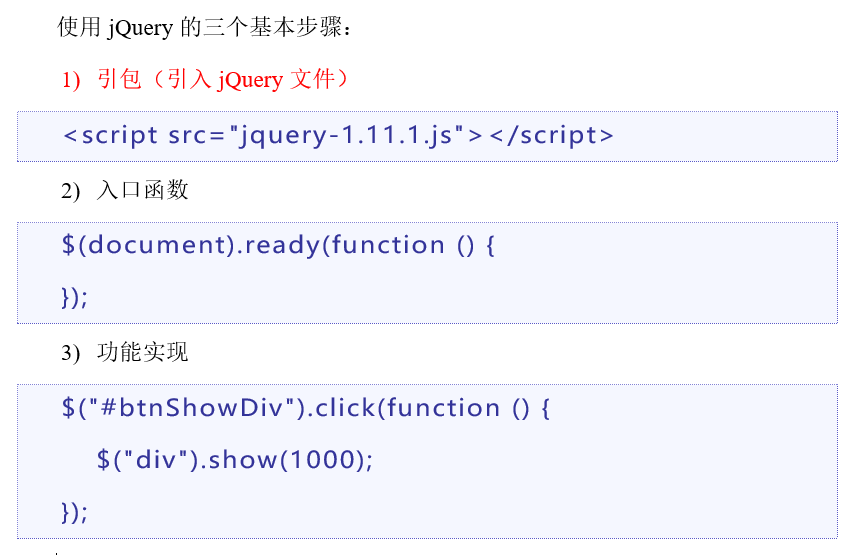 使用 jQuery 的三个基本步骤：
1) 引包（引入 jQuery 文件）
<script src="jquery-1.11.1.js"></script>
2) 入口函数
$(document).ready(function () {
});
3) 功能实现
$("#btnShowDiv").click(function () {
$("div").show(1000);
});